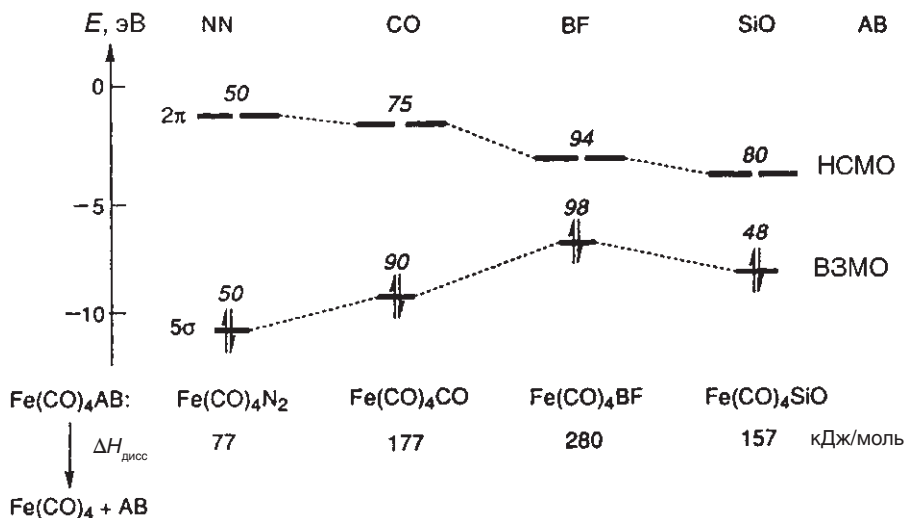 E, эВ NN CO BF SiO AB
0
50 75 94 80
2π НСМО
−5
98
90 48 ВЗМО
−10
50
5σ
Fe(CO)₄AB: Fe(CO)₄N₂ Fe(CO)₄CO Fe(CO)₄BF Fe(CO)₄SiO
ΔHдисс 77 177 280 157 кДж/моль
Fe(CO)₄ + AB